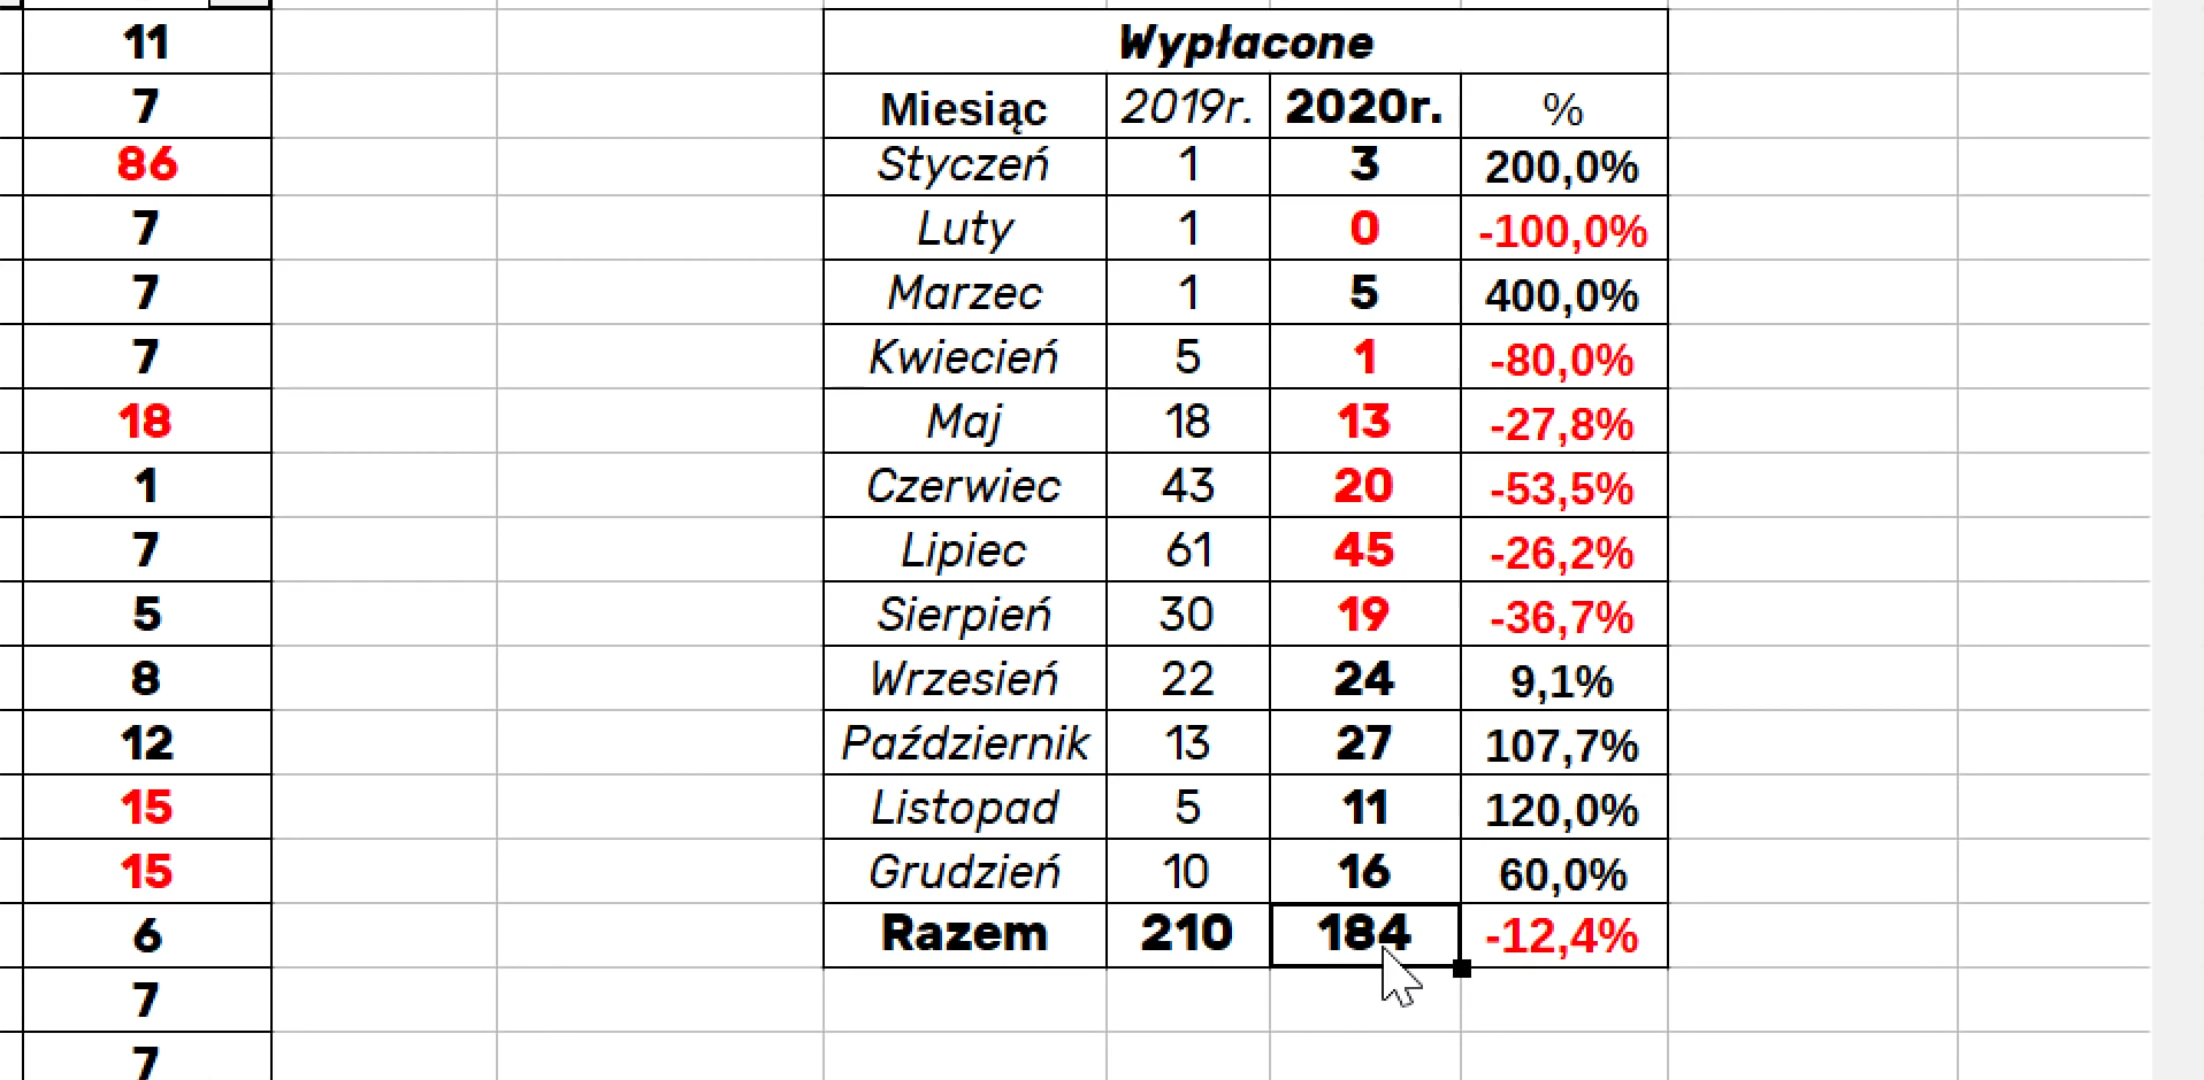 11 Wypłacone
7 Miesiąc 2019r. 2020r. %
86 Styczeń 1 3 200,0%
7 Luty 1 0 -100,0%
7 Marzec 1 5 400,0%
7 Kwiecień 5 1 -80,0%
18 Maj 18 13 -27,8%
1 Czerwiec 43 20 -53,5%
7 Lipiec 61 45 -26,2%
5 Sierpień 30 19 -36,7%
8 Wrzesień 22 24 9,1%
12 Październik 13 27 107,7%
15 Listopad 5 11 120,0%
15 Grudzień 10 16 60,0%
6 Razem 210 184 -12,4%
7
7